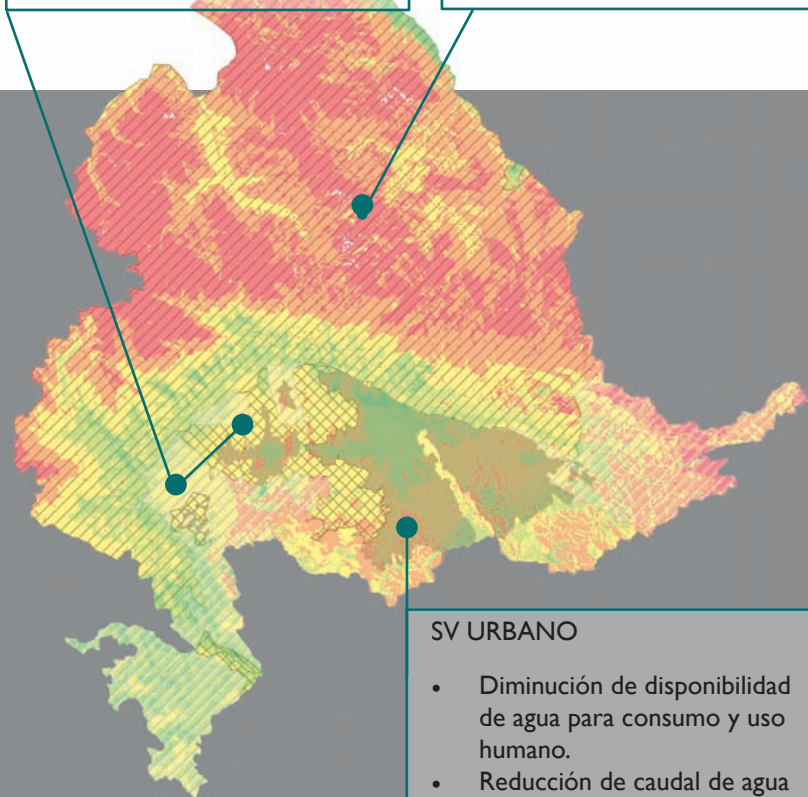 SV URBANO
• Diminución de disponibilidad
de agua para consumo y uso
humano.
• Reducción de caudal de agua